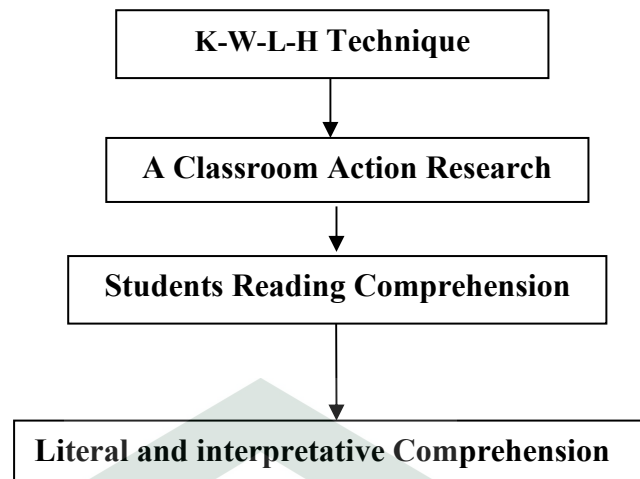 K-W-L-H Technique
A Classroom Action Research
Students Reading Comprehension
Literal and interpretative Comprehension